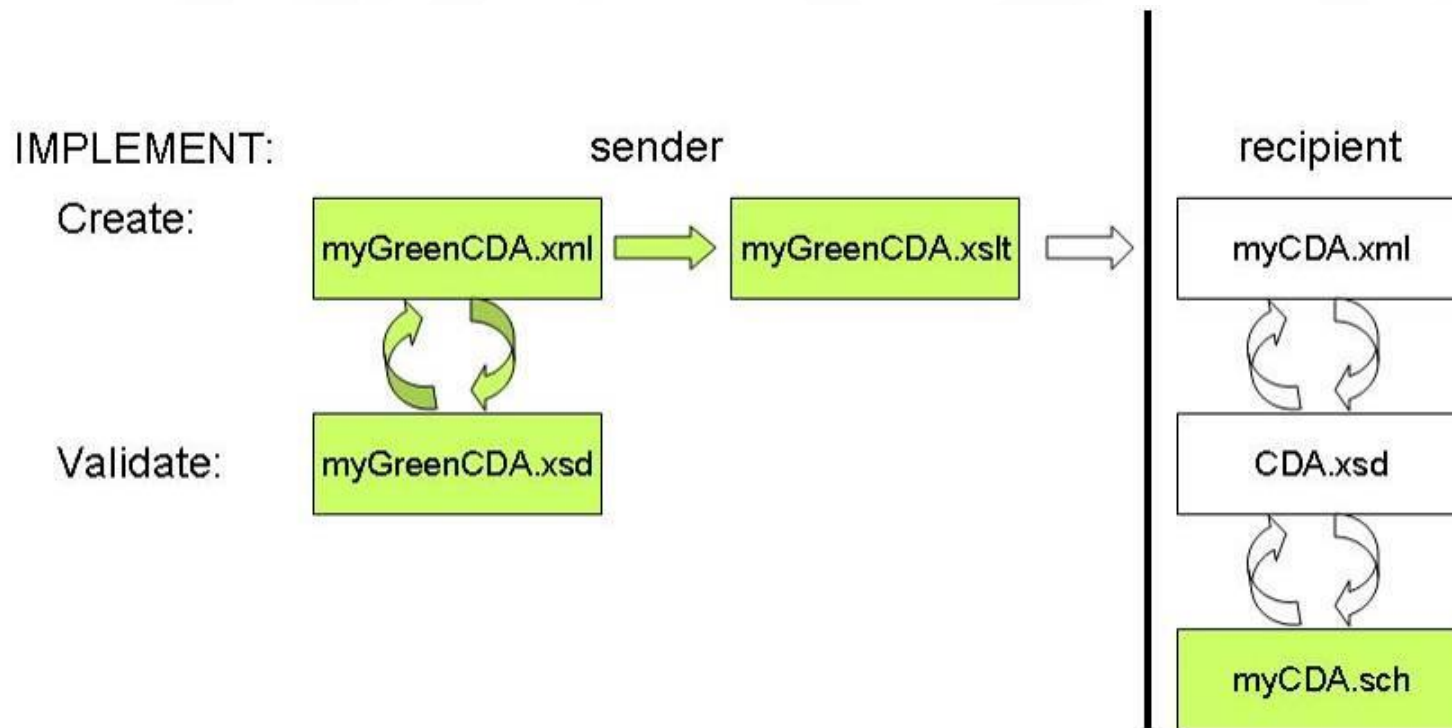 IMPLEMENT:
sender
recipient
Create:
myGreenCDA.xml
myGreenCDA.xslt
myCDA.xml
Validate:
myGreenCDA.xsd
CDA.xsd
myCDA.sch